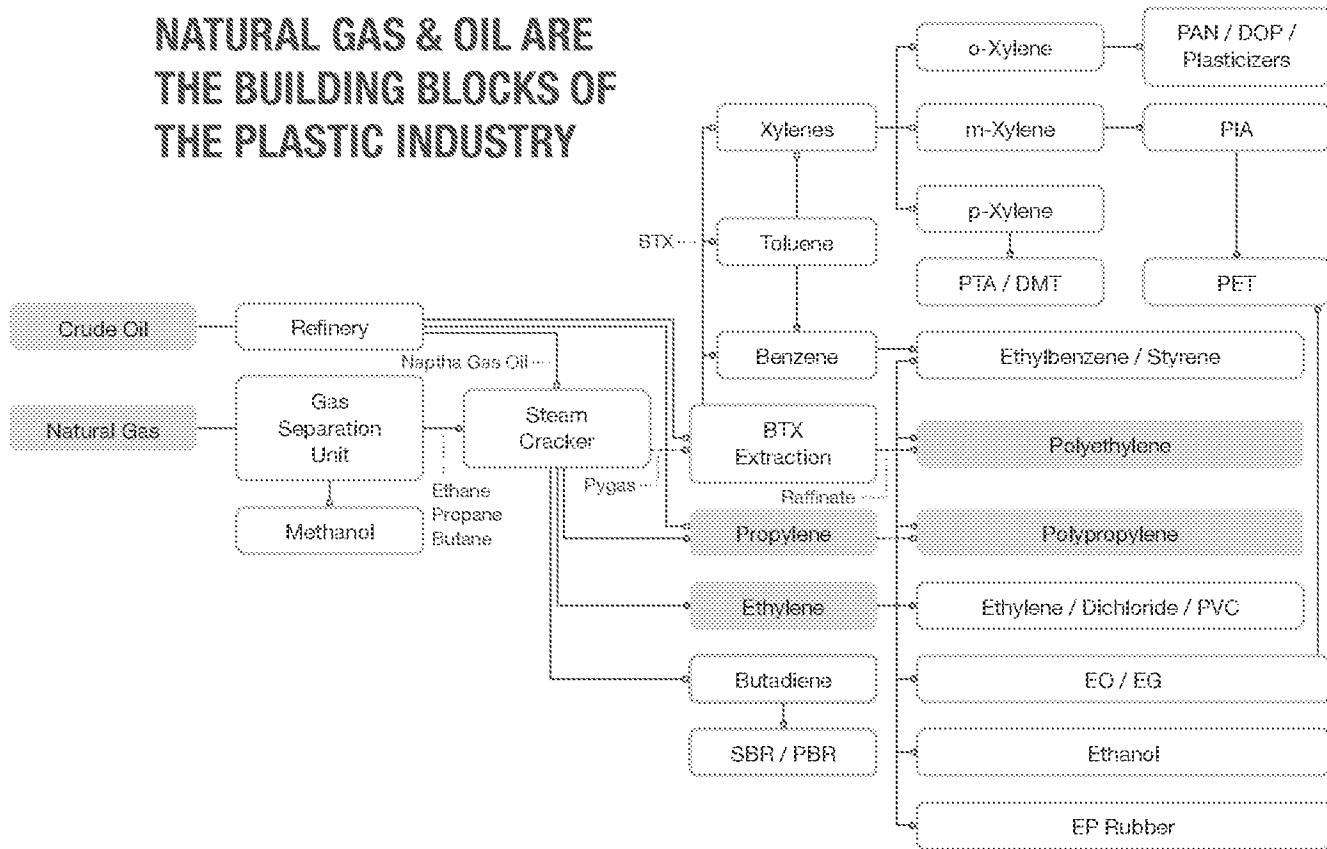 NATURAL GAS & OIL ARE
THE BUILDING BLOCKS OF
THE PLASTIC INDUSTRY
o-Xylene
PAN / DOP /
Plasticizers
Xylenes
m-Xylene
PIA
p-Xylene
BTX
Toluene
PTA / DMT
PET
Crude Oil
Refinery
Naptha Gas Oil
Benzene
Ethylbenzene / Styrene
Natural Gas
Gas
Separation
Unit
Steam
Cracker
BTX
Extraction
Polyethylene
Pygas
Raffinate
Ethane
Propane
Butane
Methanol
Propylene
Polypropylene
Ethylene
Ethylene / Dichloride / PVC
Butadiene
EO / EG
SBR / PBR
Ethanol
EP Rubber